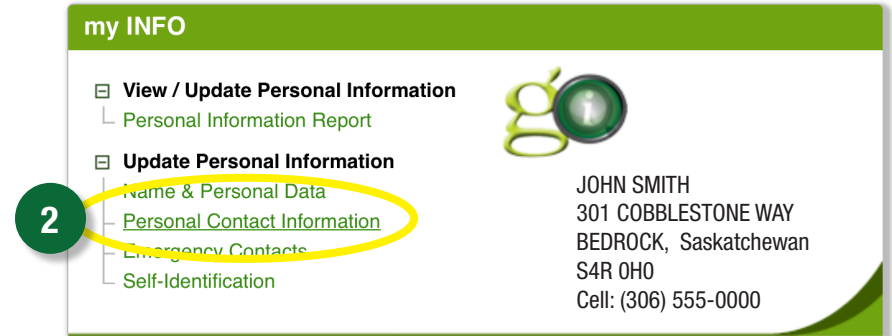 my INFO
View / Update Personal Information
Personal Information Report
Update Personal Information
Name & Personal Data
2
Personal Contact Information
Emergency Contacts
Self-Identification
g i
JOHN SMITH
301 COBBLESTONE WAY
BEDROCK, Saskatchewan
S4R 0H0
Cell: (306) 555-0000